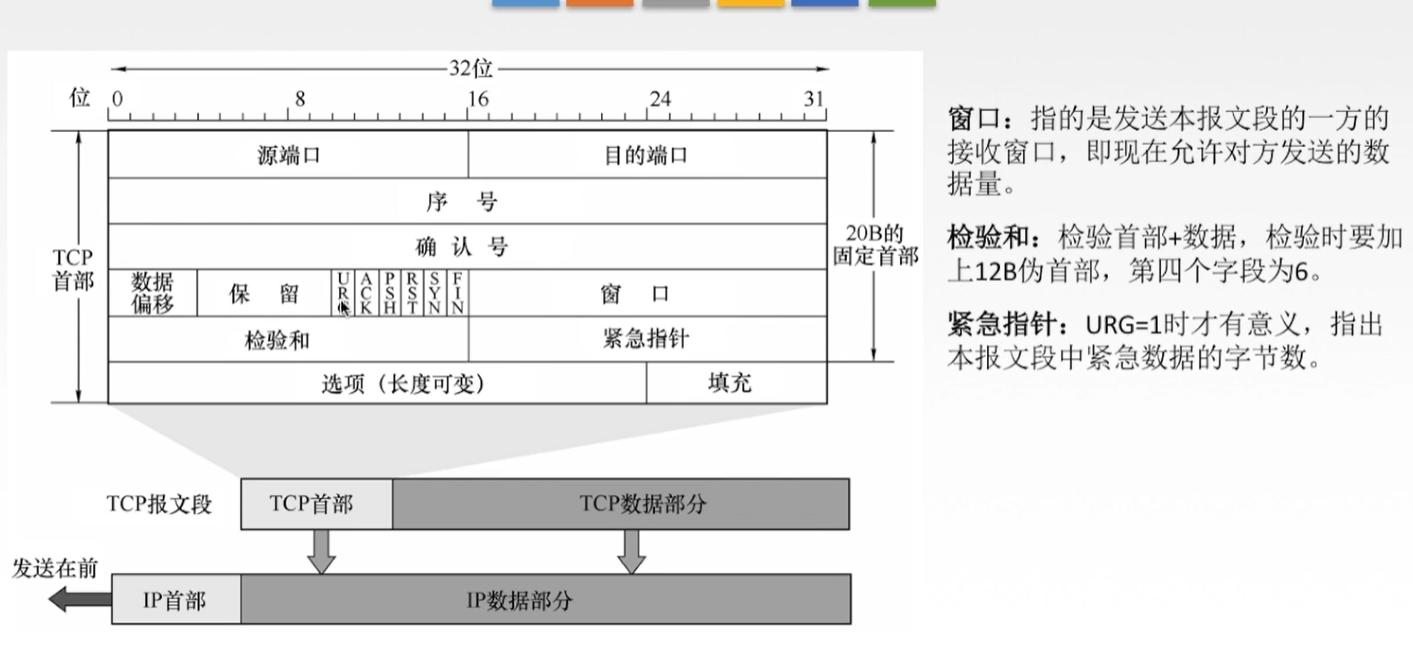 32位
位 0 8 16 24 31
源端口 目的端口
序 号
TCP
首部
确 认 号
20B的
固定首部
数据
偏移
保 留
URG
ACK
PSH
RST
SYN
FIN
窗 口
检验和 紧急指针
选项（长度可变） 填充
TCP报文段 TCP首部 TCP数据部分
发送在前
IP首部 IP数据部分
窗口：指的是发送本报文段的一方的
接收窗口，即现在允许对方发送的数
据量。
检验和：检验首部+数据，检验时要加
上12B伪首部，第四个字段为6。
紧急指针：URG=1时才有意义，指出
本报文段中紧急数据的字节数。